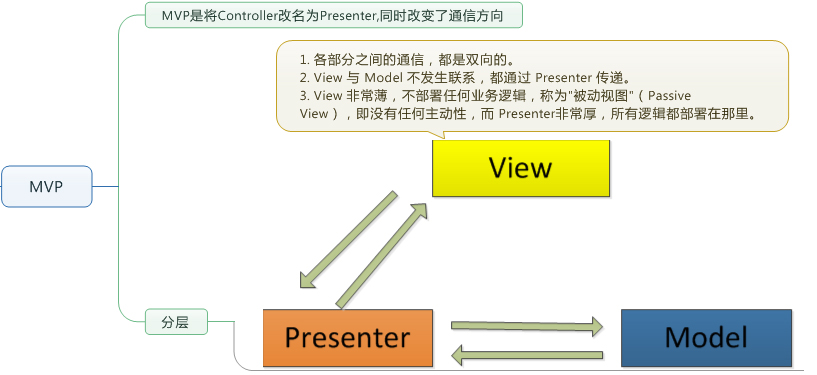 MVP是将Controller改名为Presenter,同时改变了通信方向
1. 各部分之间的通信，都是双向的。
2. View 与 Model 不发生联系，都通过 Presenter 传递。
3. View 非常薄，不部署任何业务逻辑，称为"被动视图"（Passive
View），即没有任何主动性，而 Presenter非常厚，所有逻辑都部署在那里。
View
MVP
分层
Presenter
Model